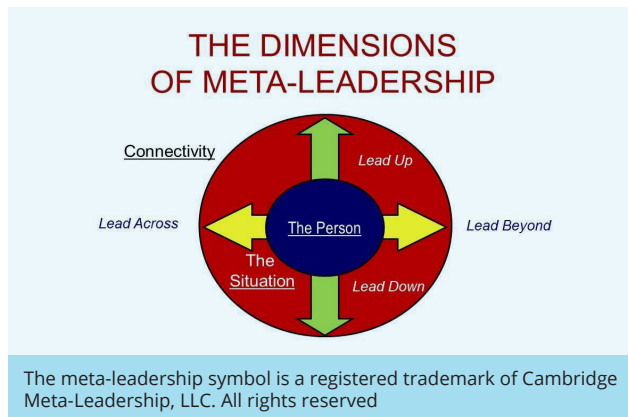 THE DIMENSIONS
OF META-LEADERSHIP
Connectivity
Lead Up
Lead Across
The Person
Lead Beyond
The
Situation
Lead Down
The meta-leadership symbol is a registered trademark of Cambridge
Meta-Leadership, LLC. All rights reserved